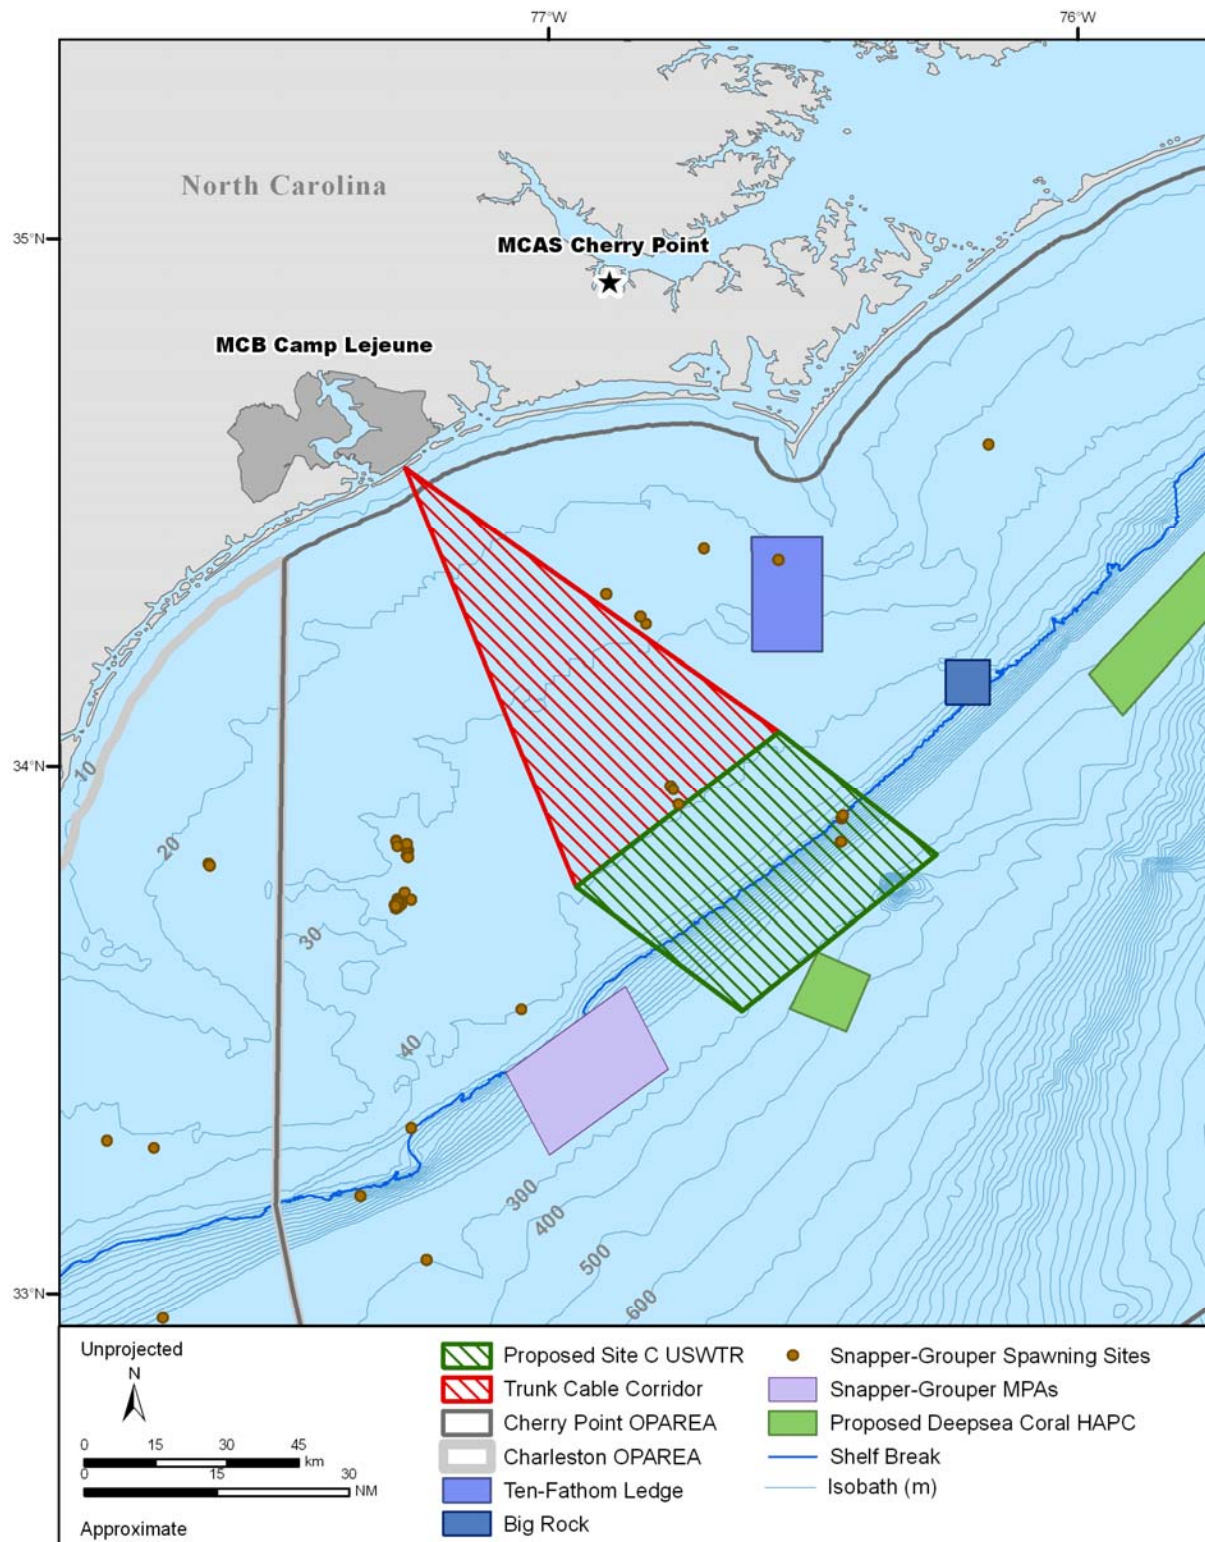 77°W
76°W
North Carolina
35°N
MCAS Cherry Point
MCB Camp Lejeune
34°N
10
20
30
40
300
400
500
600
33°N
Unprojected
N
0 15 30 45
km
0 15 30
NM
Approximate
Proposed Site C USWTR
Trunk Cable Corridor
Cherry Point OPAREA
Charleston OPAREA
Ten-Fathom Ledge
Big Rock
Snapper-Grouper Spawning Sites
Snapper-Grouper MPAs
Proposed Deepsea Coral HAPC
Shelf Break
Isobath (m)